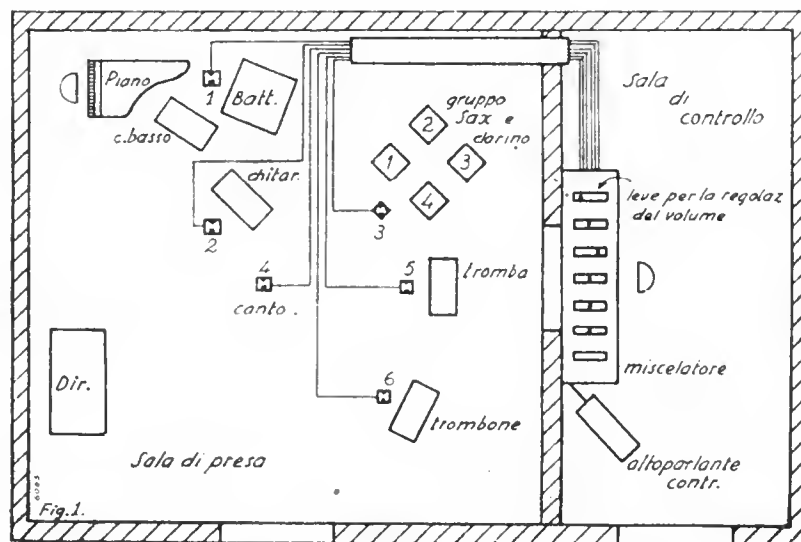 Piano
1
Batt.
c.basso
chitar.
2
gruppo
Sax e
clarino
2
1
3
4
3
4
canto.
5
tromba
6
trombone
Dir.
Sala di presa
Fig.1.
Sala
di
controllo
leve per la regolaz
del volume
miscelatore
altoparlante
contr.